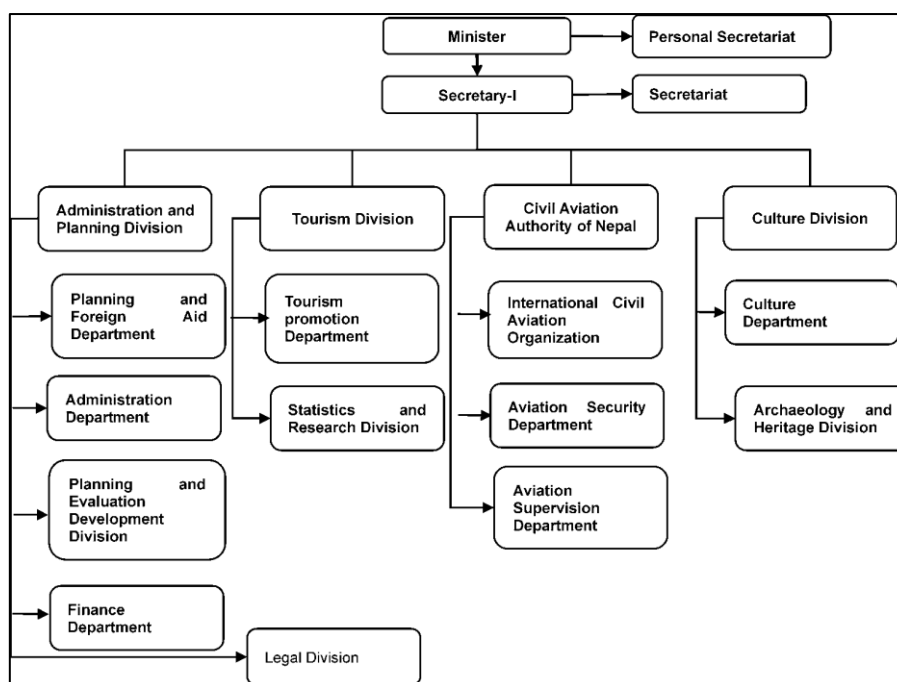 Minister
Personal Secretariat
Secretary-I
Secretariat
Administration and
Planning Division
Tourism Division
Civil Aviation
Authority of Nepal
Culture Division
Planning and
Foreign Aid
Department
Tourism
promotion
Department
International Civil
Aviation
Organization
Culture
Department
Administration
Department
Statistics and
Research Division
Aviation Security
Department
Archaeology and
Heritage Division
Planning and
Evaluation
Development
Division
Aviation
Supervision
Department
Finance
Department
Legal Division